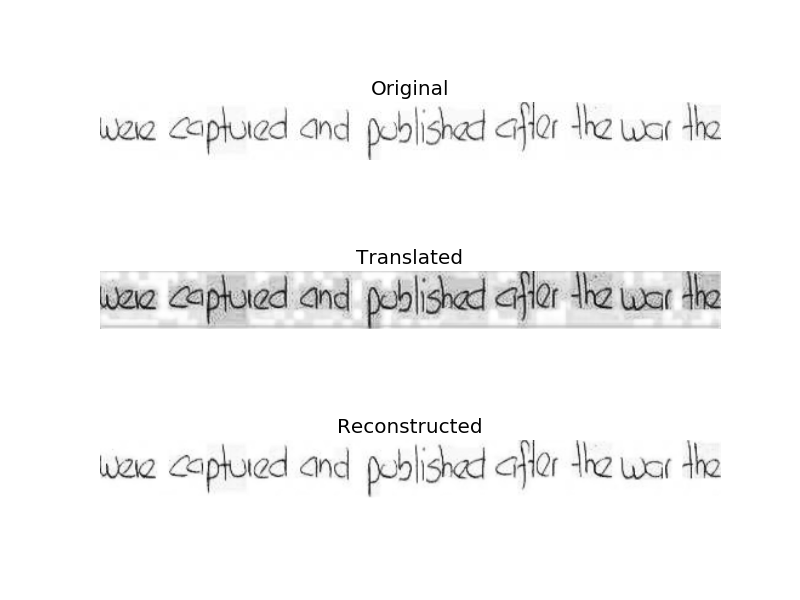 Original
were captured and published after the war the
Translated
were captured and published after the war the
Reconstructed
were captured and published after the war the